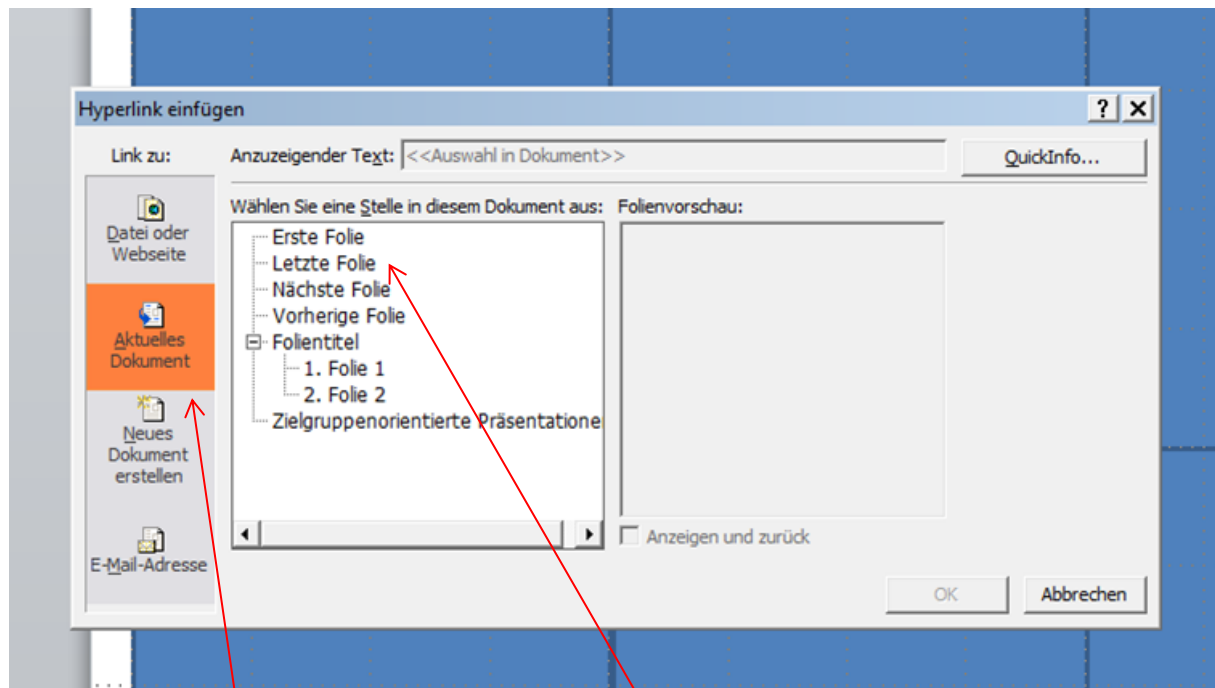 Hyperlink einfügen
Link zu:
Anzuzeigender Text: <<Auswahl in Dokument>>
QuickInfo...
Datei oder
Webseite
Aktuelles
Dokument
Neues
Dokument
erstellen
E-Mail-Adresse
Wählen Sie eine Stelle in diesem Dokument aus:
Erste Folie
Letzte Folie
Nächste Folie
Vorherige Folie
Folientitel
1. Folie 1
2. Folie 2
Zielgruppenorientierte Präsentatione
Folienvorschau:
Anzeigen und zurück
OK
Abbrechen